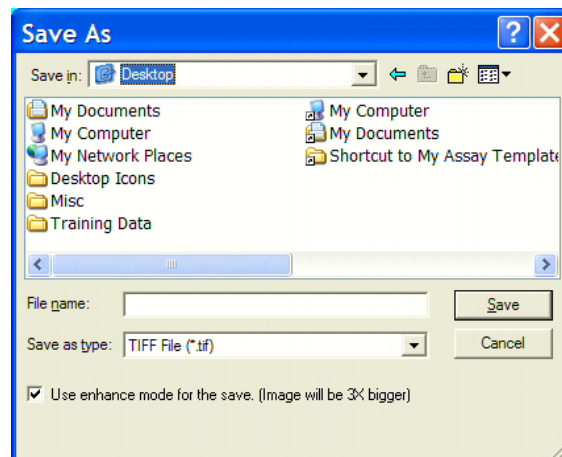 Save As
Save in: Desktop
My Documents
My Computer
My Network Places
Desktop Icons
Misc
Training Data
My Computer
My Documents
Shortcut to My Assay Template
File name:
Save
Save as type: TIFF File (*.tif)
Cancel
Use enhance mode for the save. (Image will be 3X bigger)